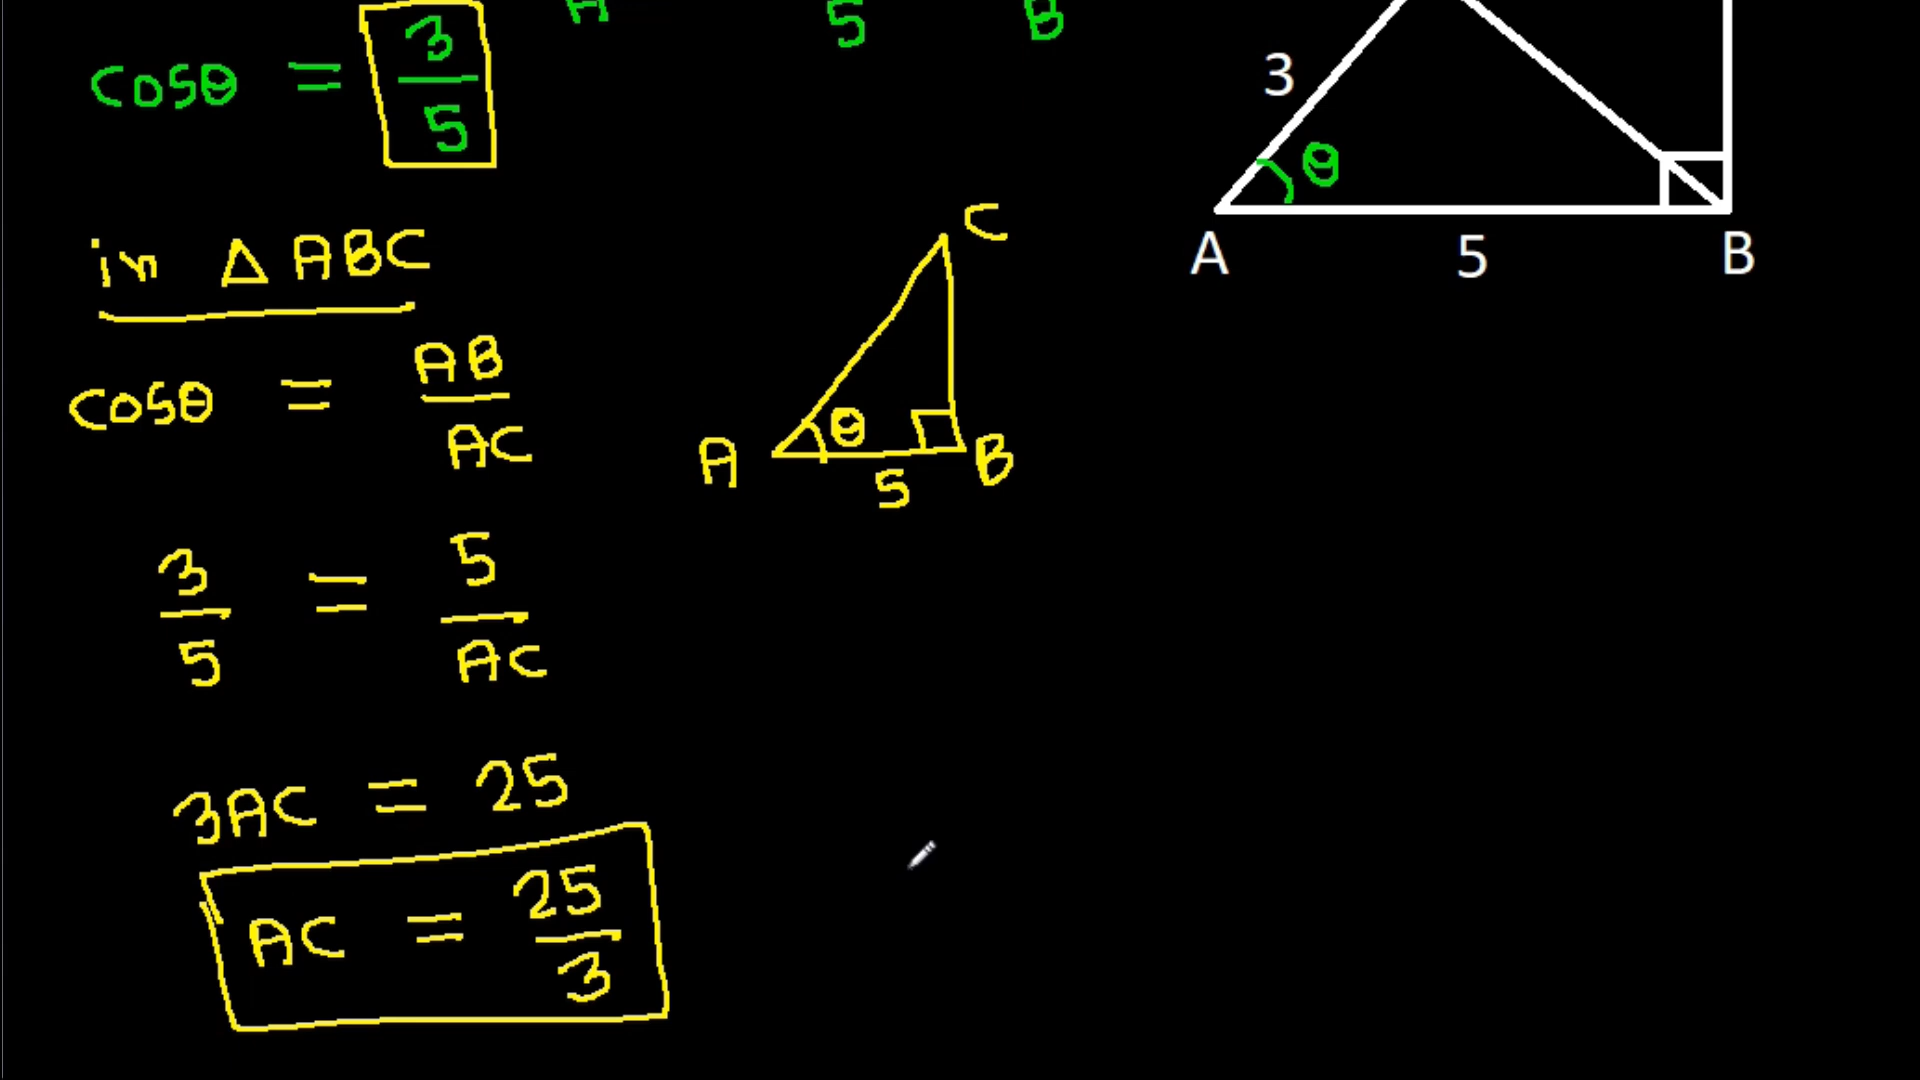 cosθ = 3/5
A 5 B
in Δ ABC
cosθ = AB/AC
3/5 = 5/AC
3AC = 25
AC = 25/3
C
θ
A 5 B
3
θ
A 5 B